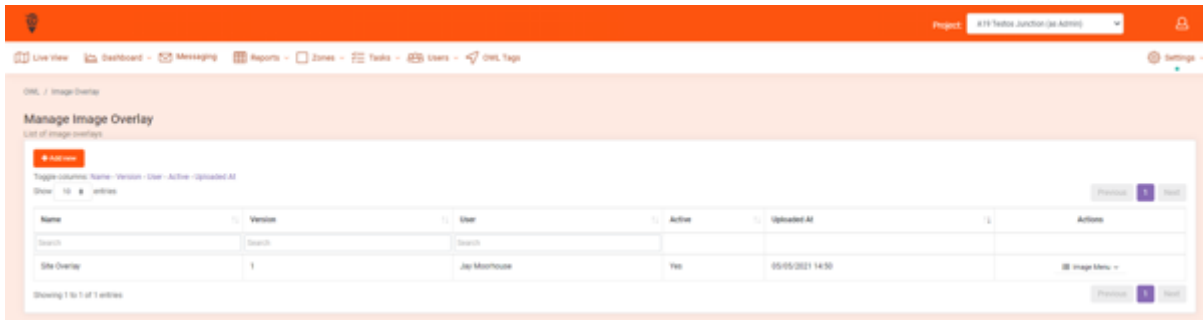 Project: A19 Testos Junction (as Admin)
Live View Dashboard Messaging Reports Zones Tasks Users OWL Tags Settings
OWL / Image Overlay
Manage Image Overlay
List of image overlays
+ Add new
Toggle columns: Name - Version - User - Active - Uploaded At
Show 10 entries
Previous 1 Next
Name Version User Active Uploaded At Actions
Search Search Search
Site Overlay 1 Jay Moorhouse Yes 05/05/2021 14:50 Image Menu
Showing 1 to 1 of 1 entries
Previous 1 Next